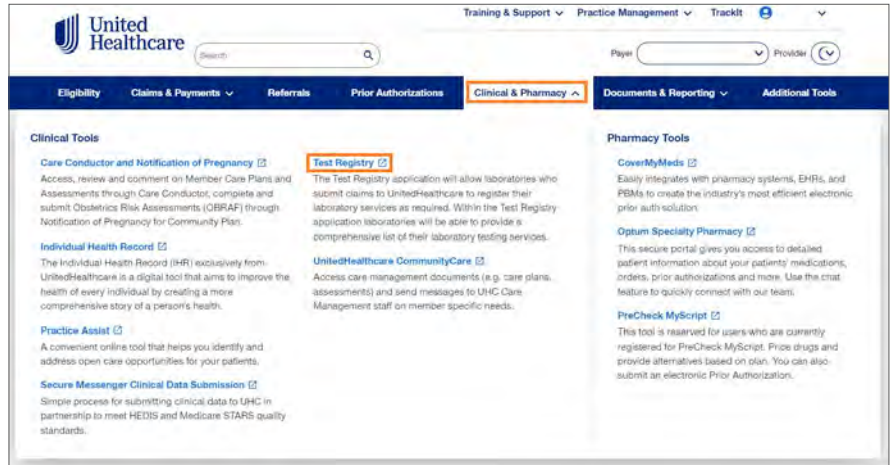 Training & Support Practice Management TrackIt
United
Healthcare
Search
Payer
Provider
Eligibility Claims & Payments Referrals Prior Authorizations Clinical & Pharmacy Documents & Reporting Additional Tools
Clinical Tools
Care Conductor and Notification of Pregnancy
Access, review and comment on Member Care Plans and
Assessments through Care Conductor, complete and
submit Obstetrics Risk Assessments (OBRAF) through
Notification of Pregnancy for Community Plan.
Individual Health Record
The Individual Health Record (IHR) exclusively from
UnitedHealthcare is a digital tool that aims to improve the
health of every individual by creating a more
comprehensive story of a person's health.
Practice Assist
A convenient online tool that helps you identify and
address open care opportunities for your patients.
Secure Messenger Clinical Data Submission
Simple process for submitting clinical data to UHC in
partnership to meet HEDIS and Medicare STARS quality
standards.
Test Registry
The Test Registry application will allow laboratories who
submit claims to UnitedHealthcare to register their
laboratory services as required. Within the Test Registry
application laboratories will be able to provide a
comprehensive list of their laboratory testing services.
UnitedHealthcare CommunityCare
Access care management documents (e.g. care plans,
assessments) and send messages to UHC Care
Management staff on member specific needs.
Pharmacy Tools
CoverMyMeds
Easily integrates with pharmacy systems, EHRs, and
PBMs to create the industry's most efficient electronic
prior auth solution.
Optum Specialty Pharmacy
This secure portal gives you access to detailed
patient information about your patients' medications,
orders, prior authorizations and more. Use the chat
feature to quickly connect with our team.
PreCheck MyScript
This tool is reserved for users who are currently
registered for PreCheck MyScript. Price drugs and
provide alternatives based on plan. You can also
submit an electronic Prior Authorization.